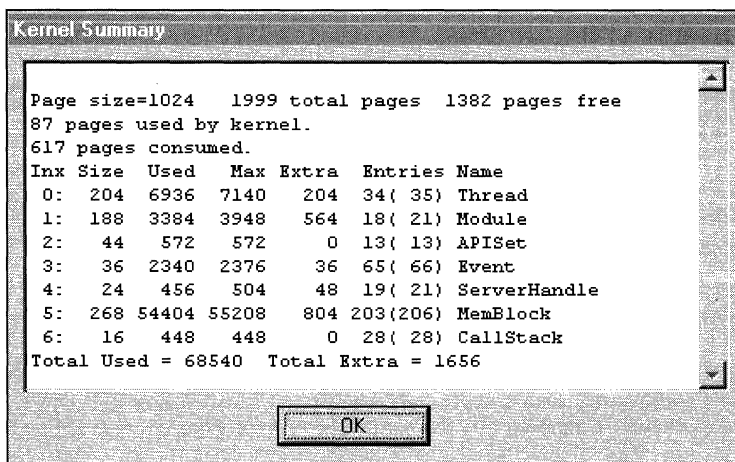 Kernel Summary
Page size=1024   1999 total pages  1382 pages free
87 pages used by kernel.
617 pages consumed.
Inx Size  Used   Max Extra  Entries Name
0:  204  6936  7140   204  34( 35) Thread
1:  188  3384  3948   564  18( 21) Module
2:   44   572   572     0  13( 13) APISet
3:   36  2340  2376    36  65( 66) Event
4:   24   456   504    48  19( 21) ServerHandle
5:  268 54404 55208   804 203(206) MemBlock
6:   16   448   448     0  28( 28) CallStack
Total Used = 68540  Total Extra = 1656
OK